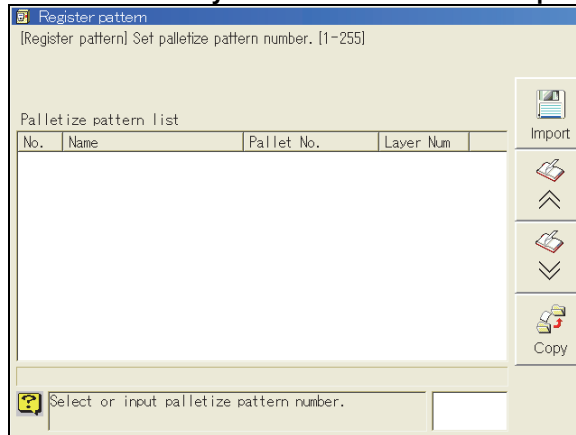 Register pattern
[Register pattern] Set palletize pattern number. [1-255]
Palletize pattern list
No. Name Pallet No. Layer Num
Import
Copy
Select or input palletize pattern number.